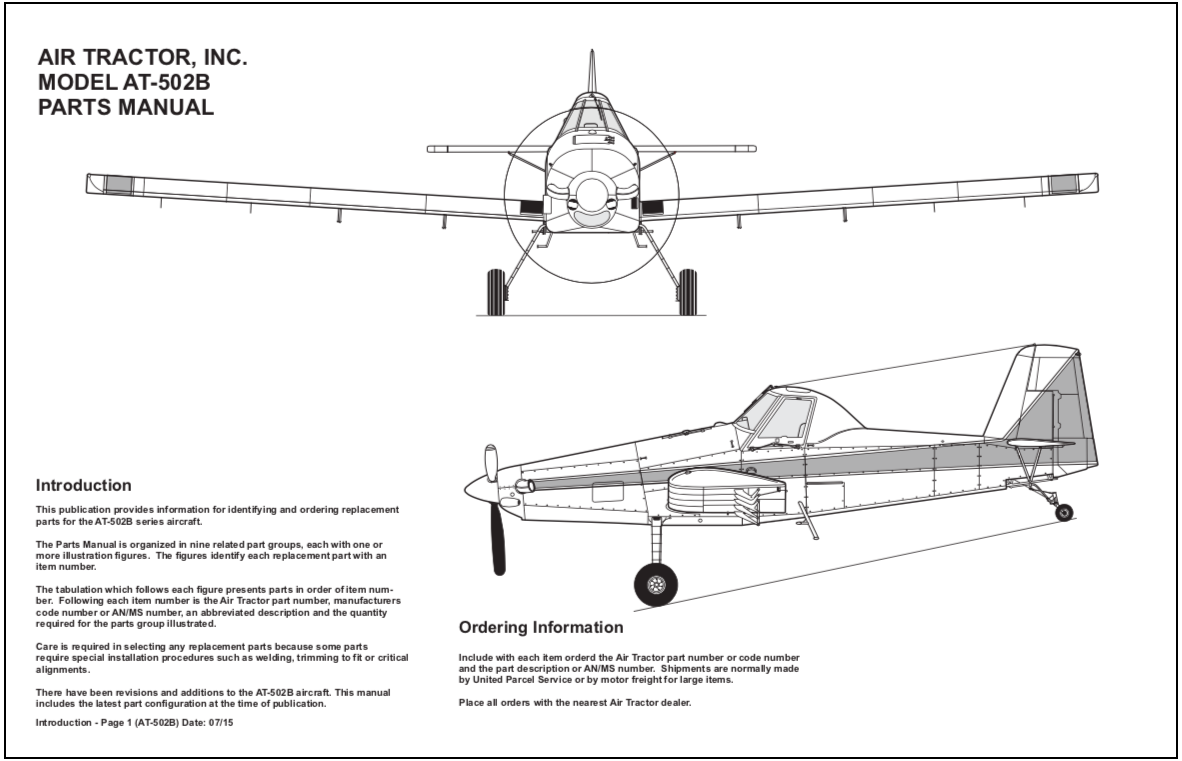 AIR TRACTOR, INC.
MODEL AT-502B
PARTS MANUAL
Introduction
This publication provides information for identifying and ordering replacement
parts for the AT-502B series aircraft.
The Parts Manual is organized in nine related part groups, each with one or
more illustration figures. The figures identify each replacement part with an
item number.
The tabulation which follows each figure presents parts in order of item num-
ber. Following each item number is the Air Tractor part number, manufacturers
code number or AN/MS number, an abbreviated description and the quantity
required for the parts group illustrated.
Care is required in selecting any replacement parts because some parts
require special installation procedures such as welding, trimming to fit or critical
alignments.
There have been revisions and additions to the AT-502B aircraft. This manual
includes the latest part configuration at the time of publication.
Introduction - Page 1 (AT-502B) Date: 07/15
Ordering Information
Include with each item orderd the Air Tractor part number or code number
and the part description or AN/MS number. Shipments are normally made
by United Parcel Service or by motor freight for large items.
Place all orders with the nearest Air Tractor dealer.